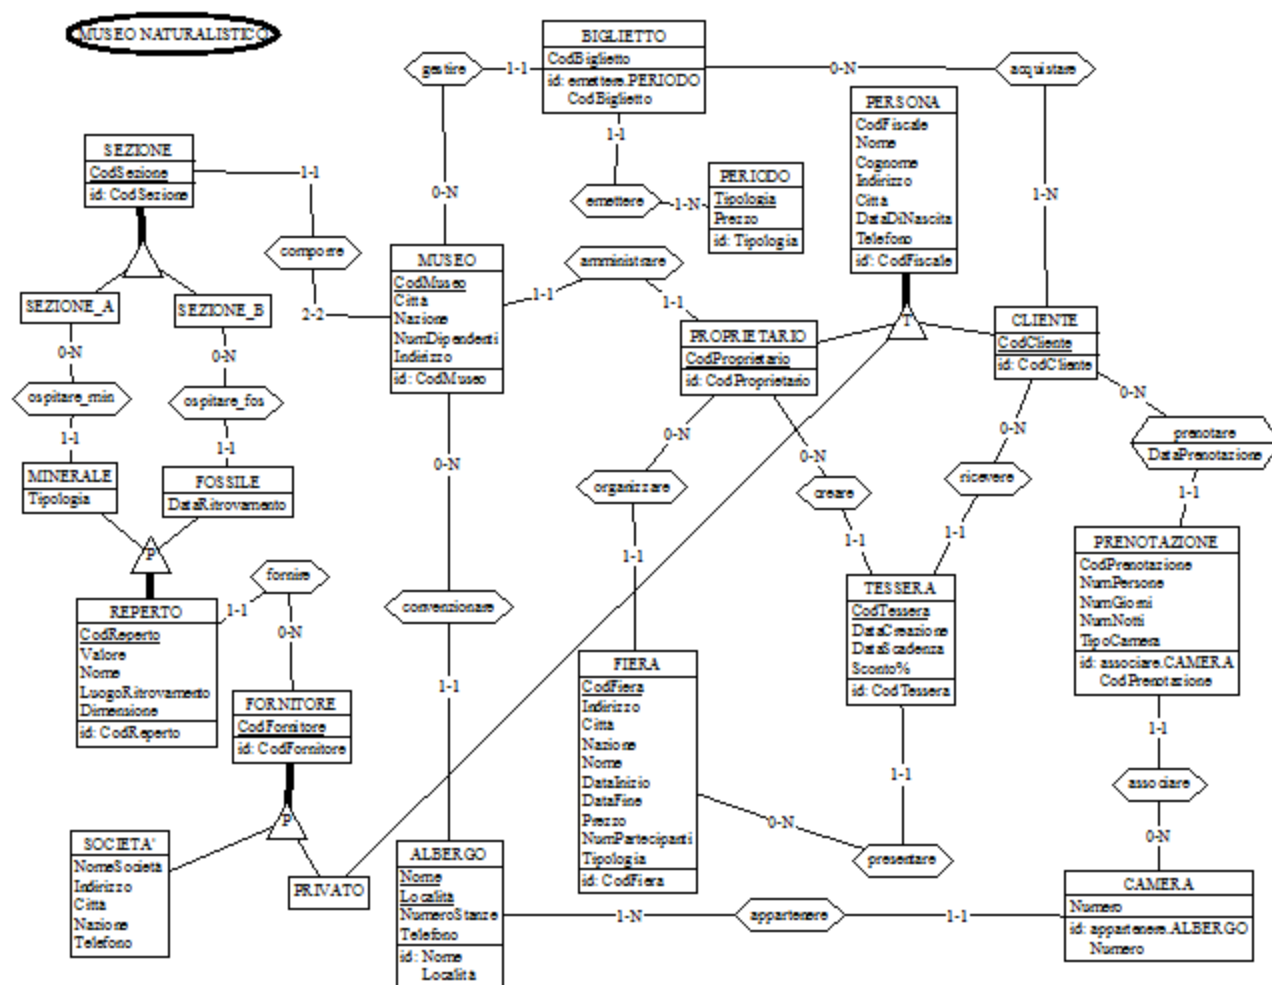 MUSEO NATURALISTICO
BIGLIETTO
CodBiglietto
id: emettere.PERIODO
CodBiglietto
gestire
1-1
0-N
acquistare
PERSONA
CodFiscale
Nome
Cognome
Indirizzo
Citta
DataDiNascita
Telefono
id': CodFiscale
1-1
SEZIONE
CodSezione
id: CodSezione
1-1
PERIODO
Tipologia
Prezzo
id: Tipologia
emettere
1-N
0-N
1-N
comporre
MUSEO
CodMuseo
Citta
Nazione
NumDipendenti
Indirizzo
id: CodMuseo
amministrare
1-1
1-1
2-2
SEZIONE_A
SEZIONE_B
T
PROPRIETARIO
CodProprietario
id: CodProprietario
CLIENTE
CodCliente
id: CodCliente
0-N
0-N
ospitare_min
ospitare_fos
0-N
prenotare
DataPrenotazione
1-1
1-1
0-N
0-N
0-N
0-N
MINERALE
Tipologia
FOSSILE
DataRitrovamento
organizzare
creare
ricevere
1-1
P
1-1
1-1
1-1
PRENOTAZIONE
CodPrenotazione
NumPersone
NumGiorni
NumNotti
TipoCamera
id: associare.CAMERA
CodPrenotazione
fornire
1-1
0-N
REPERTO
CodReperto
Valore
Nome
LuogoRitrovamento
Dimensione
id: CodReperto
convenzionare
TESSERA
CodTessera
DataCreazione
DataScadenza
Sconto%
id: CodTessera
1-1
FIERA
CodFiera
Indirizzo
Citta
Nazione
Nome
DataInizio
DataFine
Prezzo
NumPartecipanti
Tipologia
id: CodFiera
FORNITORE
CodFornitore
id: CodFornitore
1-1
1-1
associare
P
0-N
0-N
SOCIETA'
NomeSocietà
Indirizzo
Citta
Nazione
Telefono
PRIVATO
ALBERGO
Nome
Località
NumeroStanze
Telefono
id: Nome
Località
presentare
1-N
appartenere
1-1
CAMERA
Numero
id: appartenere.ALBERGO
Numero